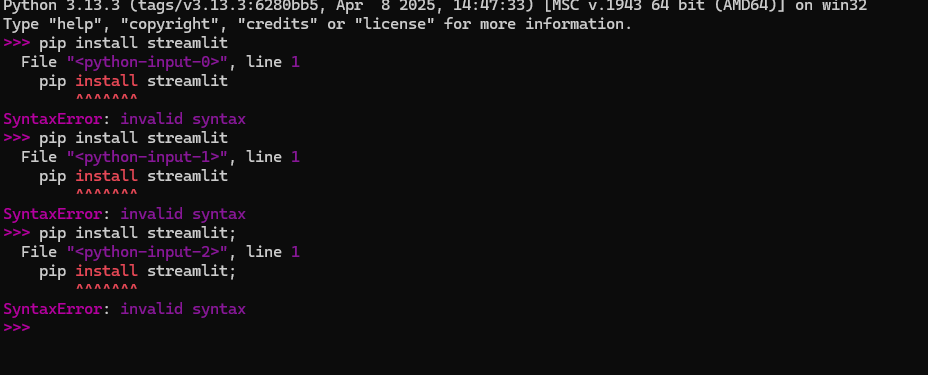 Python 3.13.3 (tags/v3.13.3:6280bb5, Apr  8 2025, 14:47:33) [MSC v.1943 64 bit (AMD64)] on win32
Type "help", "copyright", "credits" or "license" for more information.
>>> pip install streamlit
  File "<python-input-0>", line 1
    pip install streamlit
        ^^^^^^^
SyntaxError: invalid syntax
>>> pip install streamlit
  File "<python-input-1>", line 1
    pip install streamlit
        ^^^^^^^
SyntaxError: invalid syntax
>>> pip install streamlit;
  File "<python-input-2>", line 1
    pip install streamlit;
        ^^^^^^^
SyntaxError: invalid syntax
>>>